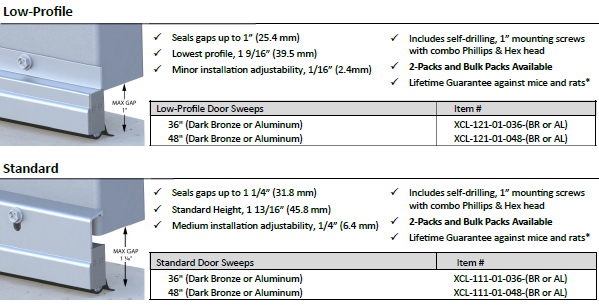 Low-Profile
✓ Seals gaps up to 1” (25.4 mm)
✓ Lowest profile, 1 9/16” (39.5 mm)
✓ Minor installation adjustability, 1/16” (2.4mm)
✓ Includes self-drilling, 1” mounting screws
with combo Phillips & Hex head
✓ 2-Packs and Bulk Packs Available
✓ Lifetime Guarantee against mice and rats*
MAX GAP
1"
Low-Profile Door Sweeps Item #
36" (Dark Bronze or Aluminum) XCL-121-01-036-(BR or AL)
48" (Dark Bronze or Aluminum) XCL-121-01-048-(BR or AL)
Standard
✓ Seals gaps up to 1 1/4” (31.8 mm)
✓ Standard Height, 1 13/16” (45.8 mm)
✓ Medium installation adjustability, 1/4” (6.4 mm)
✓ Includes self-drilling, 1” mounting screws
with combo Phillips & Hex head
✓ 2-Packs and Bulk Packs Available
✓ Lifetime Guarantee against mice and rats*
MAX GAP
1 ¼"
Standard Door Sweeps Item #
36" (Dark Bronze or Aluminum) XCL-111-01-036-(BR or AL)
48" (Dark Bronze or Aluminum) XCL-111-01-048-(BR or AL)